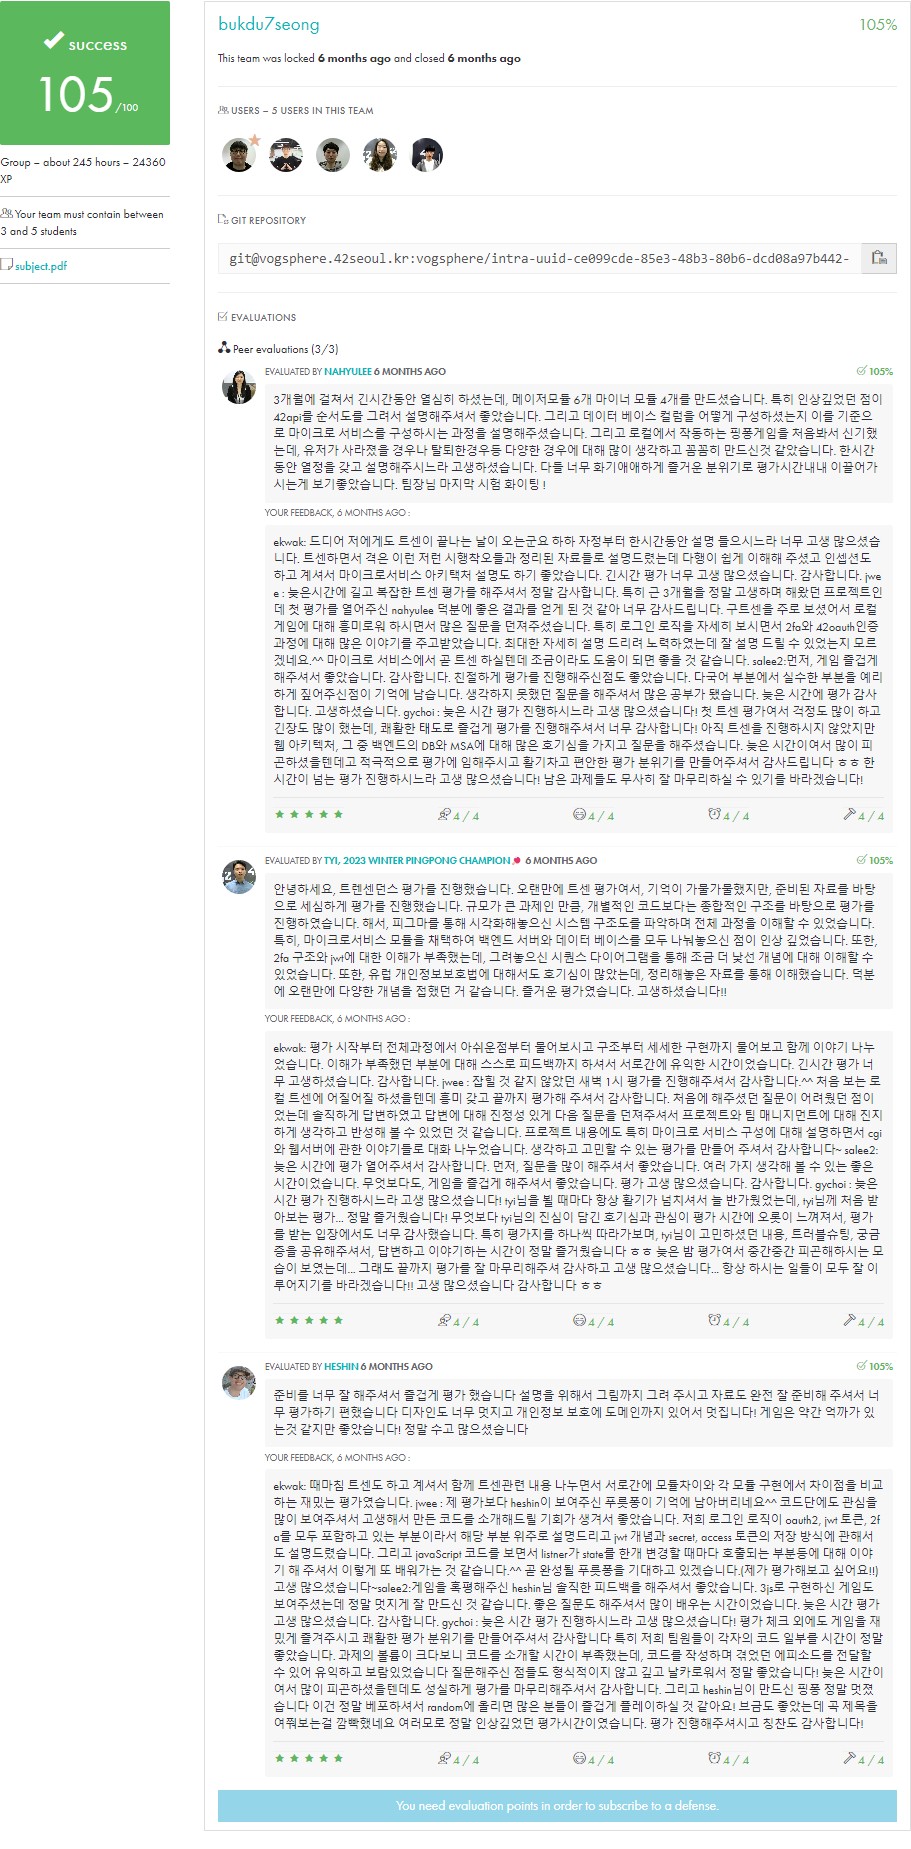 success
105 /100
Group – about 245 hours – 24360
XP
Your team must contain between
3 and 5 students
subject.pdf
bukdu7seong
105%
This team was locked 6 months ago and closed 6 months ago
USERS – 5 USERS IN THIS TEAM
GIT REPOSITORY
git@vogsphere.42seoul.kr:vogsphere/intra-uuid-ce099cde-85e3-48b3-80b6-dcd08a97b442-
EVALUATIONS
Peer evaluations (3/3)
EVALUATED BY NAHYULEE 6 MONTHS AGO
105%
3개월에 걸쳐서 긴시간동안 열심히 하셨는데, 메이저모듈 6개 마이너 모듈 4개를 만드셨습니다. 특히 인상깊었던 점이
42api를 순서도를 그려서 설명해주셔서 좋았습니다. 그리고 데이터 베이스 컬럼을 어떻게 구성하셨는지 이를 기준으
로 마이크로 서비스를 구성하시는 과정을 설명해주셨습니다. 그리고 로컬에서 작동하는 핑퐁게임을 처음봐서 신기했
는데, 유저가 사라졌을 경우나 탈퇴한경우등 다양한 경우에 대해 많이 생각하고 꼼꼼히 만드신것 같았습니다. 한시간
동안 열정을 갖고 설명해주시느라 고생하셨습니다. 다들 너무 화기애애하게 즐거운 분위기로 평가시간내내 이끌어가
시는게 보기좋았습니다. 팀장님 마지막 시험 화이팅 !
YOUR FEEDBACK, 6 MONTHS AGO :
ekwak: 드디어 저에게도 트센이 끝나는 날이 오는군요 하하 자정부터 한시간동안 설명 들으시느라 너무 고생 많으셨습
니다. 트센하면서 격은 이런 저런 시행착오들과 정리된 자료들로 설명드렸는데 다행이 쉽게 이해해 주셨고 인셉션도
하고 계셔서 마이크로서비스 아키택처 설명도 하기 좋았습니다. 긴시간 평가 너무 고생 많으셨습니다. 감사합니다. jwe
e : 늦은시간에 길고 복잡한 트센 평가를 해주셔서 정말 감사합니다. 특히 근 3개월을 정말 고생하며 해왔던 프로젝트인
데 첫 평가를 열어주신 nahyulee 덕분에 좋은 결과를 얻게 된 것 같아 너무 감사드립니다. 구트센을 주로 보셨어서 로컬
게임에 대해 흥미로워 하시면서 많은 질문을 던져주셨습니다. 특히 로그인 로직을 자세히 보시면서 2fa와 42oauth인증
과정에 대해 많은 이야기를 주고받았습니다. 최대한 자세히 설명 드리려 노력하였는데 잘 설명 드릴 수 있었는지 모르
겠네요.^^ 마이크로 서비스에서 곧 트센 하실텐데 조금이라도 도움이 되면 좋을 것 같습니다. salee2:먼저, 게임 즐겁게
해주셔서 좋았습니다. 감사합니다. 친절하게 평가를 진행해주신점도 좋았습니다. 다국어 부분에서 실수한 부분을 예리
하게 짚어주신점이 기억에 남습니다. 생각하지 못했던 질문을 해주셔서 많은 공부가 됐습니다. 늦은 시간에 평가 감사
합니다. 고생하셨습니다. gychoi : 늦은 시간 평가 진행하시느라 고생 많으셨습니다! 첫 트센 평가여서 걱정도 많이 하고
긴장도 많이 했는데, 쾌활한 태도로 즐겁게 평가를 진행해주셔서 너무 감사합니다! 아직 트센을 진행하시지 않았지만
웹 아키텍처, 그 중 백엔드의 DB와 MSA에 대해 많은 호기심을 가지고 질문을 해주셨습니다. 늦은 시간이여서 많이 피
곤하셨을텐데고 적극적으로 평가에 임해주시고 활기차고 편안한 평가 분위기를 만들어주셔서 감사드립니다 ㅎㅎ 한
시간이 넘는 평가 진행하시느라 고생 많으셨습니다! 남은 과제들도 무사히 잘 마무리하실 수 있기를 바라겠습니다!
4 / 4
4 / 4
4 / 4
4 / 4
EVALUATED BY TYI, 2023 WINTER PINGPONG CHAMPION🏓 6 MONTHS AGO
105%
안녕하세요, 트렌센던스 평가를 진행했습니다. 오랜만에 트센 평가여서, 기억이 가물가물했지만, 준비된 자료를 바탕
으로 세심하게 평가를 진행했습니다. 규모가 큰 과제인 만큼, 개별적인 코드보다는 종합적인 구조를 바탕으로 평가를
진행하였습니다. 해서, 피그마를 통해 시각화해놓으신 시스템 구조도를 파악하며 전체 과정을 이해할 수 있었습니다.
특히, 마이크로서비스 모듈을 채택하여 백엔드 서버와 데이터 베이스를 모두 나눠놓으신 점이 인상 깊었습니다. 또한,
2fa 구조와 jwt에 대한 이해가 부족했는데, 그려놓으신 시퀀스 다이어그램을 통해 조금 더 낯선 개념에 대해 이해할 수
있었습니다. 또한, 유럽 개인정보보호법에 대해서도 호기심이 많았는데, 정리해놓은 자료를 통해 이해했습니다. 덕분
에 오랜만에 다양한 개념을 접했던 거 같습니다. 즐거운 평가였습니다. 고생하셨습니다!!
YOUR FEEDBACK, 6 MONTHS AGO :
ekwak: 평가 시작부터 전체과정에서 아쉬운점부터 물어보시고 구조부터 세세한 구현까지 물어보고 함께 이야기 나누
었습니다. 이해가 부족했던 부분에 대해 스스로 피드백까지 하셔서 서로간에 유익한 시간이었습니다. 긴시간 평가 너
무 고생하셨습니다. 감사합니다. jwee : 잡힐 것 같지 않았던 새벽 1시 평가를 진행해주셔서 감사합니다.^^ 처음 보는 로
컬 트센에 어질어질 하셨을텐데 흥미 갖고 끝까지 평가해 주셔서 감사합니다. 처음에 해주셨던 질문이 어려웠던 점이
었는데 솔직하게 답변하였고 답변에 대해 진정성 있게 다음 질문을 던져주셔서 프로젝트와 팀 매니지먼트에 대해 진지
하게 생각하고 반성해 볼 수 있었던 것 같습니다. 프로젝트 내용에도 특히 마이크로 서비스 구성에 대해 설명하면서 cgi
와 웹서버에 관한 이야기들로 대화 나누었습니다. 생각하고 고민할 수 있는 평가를 만들어 주셔서 감사합니다~ salee2:
늦은 시간에 평가 열어주셔서 감사합니다. 먼저, 질문을 많이 해주셔서 좋았습니다. 여러 가지 생각해 볼 수 있는 좋은
시간이었습니다. 무엇보다도, 게임을 즐겁게 해주셔서 좋았습니다. 평가 고생 많으셨습니다. 감사합니다. gychoi : 늦은
시간 평가 진행하시느라 고생 많으셨습니다! tyi님을 뵐 때마다 항상 활기가 넘치셔서 늘 반가웠었는데, tyi님께 처음 받
아보는 평가... 정말 즐거웠습니다! 무엇보다 tyi님의 진심이 담긴 호기심과 관심이 평가 시간에 오롯이 느껴져서, 평가
를 받는 입장에서도 너무 감사했습니다. 특히 평가지를 하나씩 따라가보며, tyi님이 고민하셨던 내용, 트러블슈팅, 궁금
증을 공유해주셔서, 답변하고 이야기하는 시간이 정말 즐거웠습니다 ㅎㅎ 늦은 밤 평가여서 중간중간 피곤해하시는 모
습이 보였는데... 그래도 끝까지 평가를 잘 마무리해주셔 감사하고 고생 많으셨습니다... 항상 하시는 일들이 모두 잘 이
루어지기를 바라겠습니다!! 고생 많으셨습니다 감사합니다 ㅎㅎ
4 / 4
4 / 4
4 / 4
4 / 4
EVALUATED BY HESHIN 6 MONTHS AGO
105%
준비를 너무 잘 해주셔서 즐겁게 평가 했습니다 설명을 위해서 그림까지 그려 주시고 자료도 완전 잘 준비해 주셔서 너
무 평가하기 편했습니다 디자인도 너무 멋지고 개인정보 보호에 도메인까지 있어서 멋집니다! 게임은 약간 억까가 있
는것 같지만 좋았습니다! 정말 수고 많으셨습니다
YOUR FEEDBACK, 6 MONTHS AGO :
ekwak: 때마침 트센도 하고 계셔서 함께 트센관련 내용 나누면서 서로간에 모듈차이와 각 모듈 구현에서 차이점을 비교
하는 재밌는 평가였습니다. jwee : 제 평가보다 heshin이 보여주신 푸룻퐁이 기억에 남아버리네요^^ 코드단에도 관심을
많이 보여주셔서 고생해서 만든 코드를 소개해드릴 기회가 생겨서 좋았습니다. 저희 로그인 로직이 oauth2, jwt 토큰, 2f
a를 모두 포함하고 있는 부분이라서 해당 부분 위주로 설명드리고 jwt 개념과 secret, access 토큰의 저장 방식에 관해서
도 설명드렸습니다. 그리고 javaScript 코드를 보면서 listner가 state를 한개 변경할 때마다 호출되는 부분등에 대해 이야
기 해 주셔서 이렇게 또 배워가는 것 같습니다.^^ 곧 완성될 푸룻퐁을 기대하고 있겠습니다.(제가 평가해보고 싶어요!!)
고생 많으셨습니다~salee2:게임을 혹평해주신 heshin님 솔직한 피드백을 해주셔서 좋았습니다. 3js로 구현하신 게임도
보여주셨는데 정말 멋지게 잘 만드신 것 같습니다. 좋은 질문도 해주셔서 많이 배우는 시간이었습니다. 늦은 시간 평가
고생 많으셨습니다. 감사합니다. gychoi : 늦은 시간 평가 진행하시느라 고생 많으셨습니다! 평가 체크 외에도 게임을 재
밌게 즐겨주시고 쾌활한 평가 분위기를 만들어주셔서 감사합니다 특히 저희 팀원들이 각자의 코드 일부를 시간이 정말
좋았습니다. 과제의 볼륨이 크다보니 코드를 소개할 시간이 부족했는데, 코드를 작성하며 겪었던 에피소드를 전달할
수 있어 유익하고 보람있었습니다 질문해주신 점들도 형식적이지 않고 깊고 날카로워서 정말 좋았습니다! 늦은 시간이
여서 많이 피곤하셨을텐데도 성실하게 평가를 마무리해주셔서 감사합니다. 그리고 heshin님이 만드신 핑퐁 정말 멋졌
습니다 이건 정말 베포하셔서 random에 올리면 많은 분들이 즐겁게 플레이하실 것 같아요! 브금도 좋았는데 곡 제목을
여쭤보는걸 깜빡했네요 여러모로 정말 인상깊었던 평가시간이였습니다. 평가 진행해주셔시고 칭찬도 감사합니다!
4 / 4
4 / 4
4 / 4
4 / 4
You need evaluation points in order to subscribe to a defense.